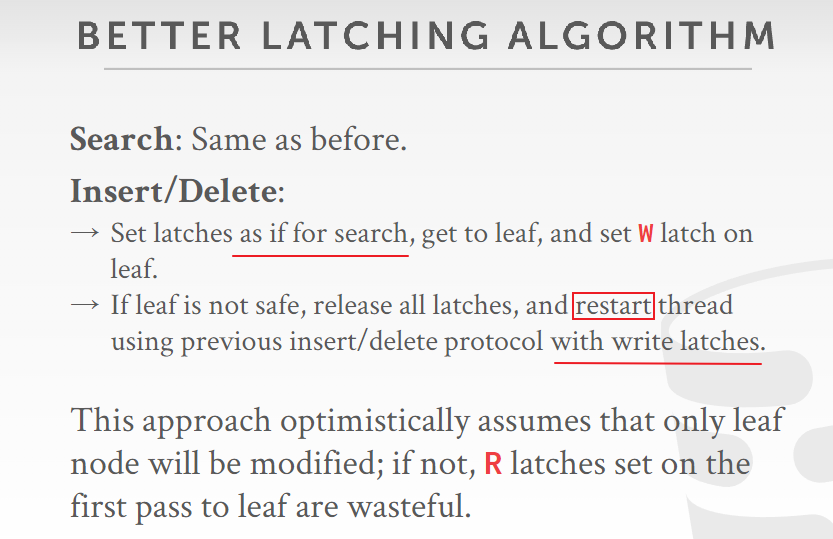 BETTER LATCHING ALGORITHM
Search: Same as before.
Insert/Delete:
→ Set latches as if for search, get to leaf, and set W latch on
leaf.
→ If leaf is not safe, release all latches, and restart thread
using previous insert/delete protocol with write latches.
This approach optimistically assumes that only leaf
node will be modified; if not, R latches set on the
first pass to leaf are wasteful.